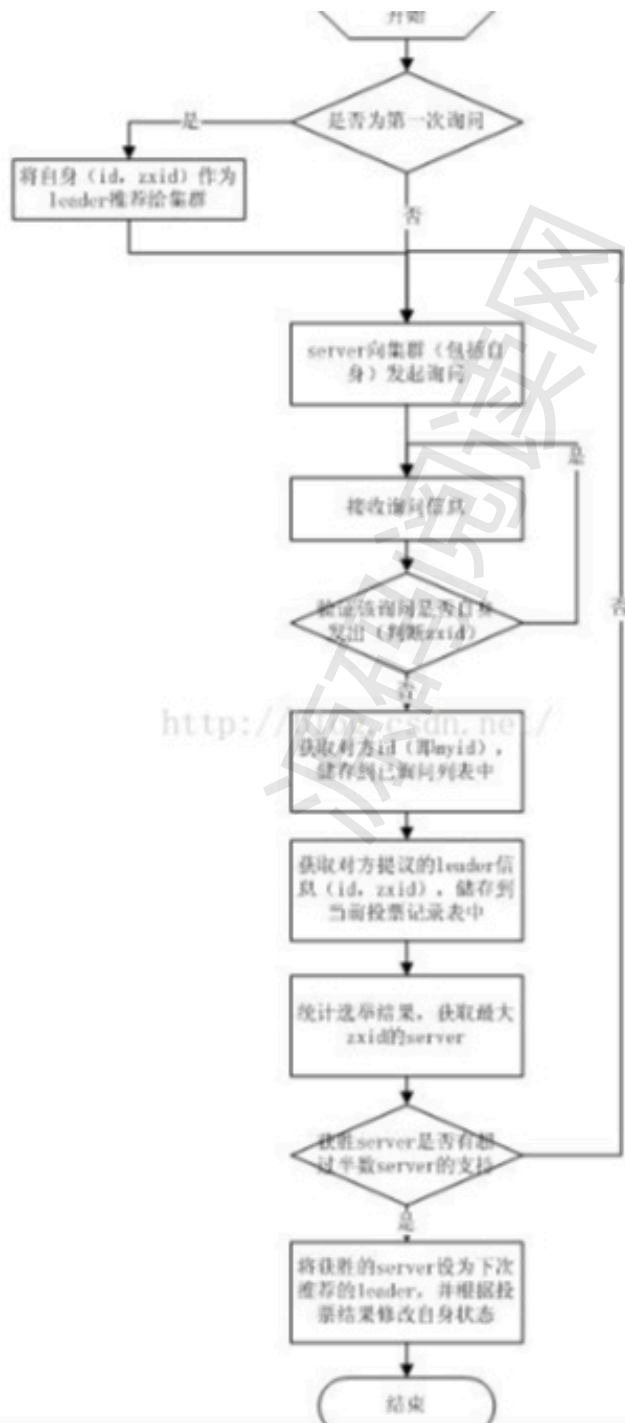 开始
是否为第一次询问
是
将自身（id，zxid）作为
leader推荐给集群
否
server向集群（包括自
身）发起询问
是
接收询问信息
验证该询问是否自身
发出（判断zxid）
否
否
http://blog.csdn.net/
获取对方id（即myid），
储存到已询问列表中
获取对方提议的leader信
息（id，zxid），储存到
当前投票记录表中
统计选举结果，获取最大
zxid的server
获胜server是否有超
过半数server的支持
是
将获胜的server设为下次
推荐的leader，并根据投
票结果修改自身状态
结束
源码阅读网